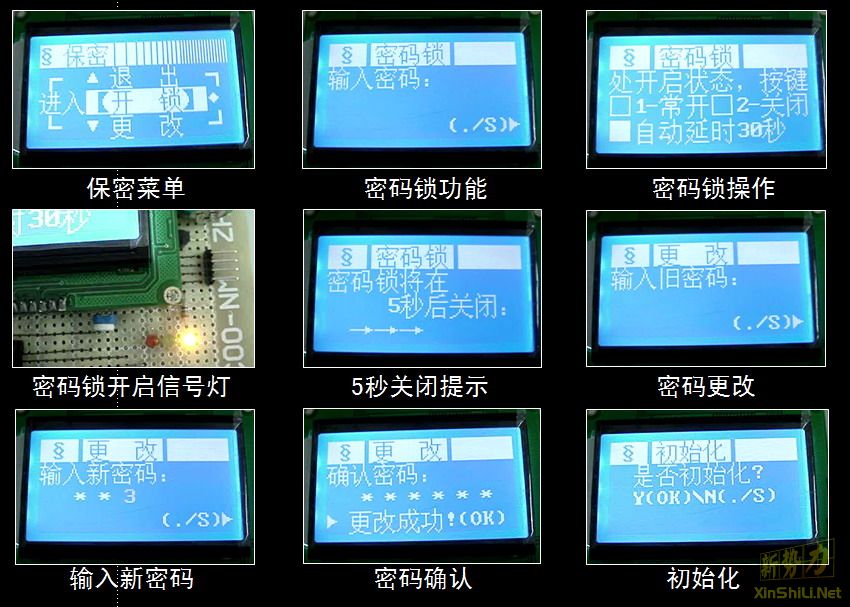 § 保密
▲ 退 出
进入 开 锁 ◆
▼ 更 改
保密菜单
§ 密码锁
输入密码：
(./S)▶
密码锁功能
§ 密码锁
处开启状态，按键
□1-常开□2-关闭
■自动延时30秒
密码锁操作
时30秒
ZH
COO-NM
密码锁开启信号灯
§ 密码锁
密码锁将在
5秒后关闭：
5秒关闭提示
§ 更 改
输入旧密码：
(./S)▶
密码更改
§ 更 改
输入新密码：
* * 3
(./S)▶
输入新密码
§ 更 改
确认密码：
* * * * * *
▶ 更改成功!(OK)
密码确认
§ 初始化
是否初始化？
Y(OK)\N(./S)
初始化
新势力
XinShiLi.Net